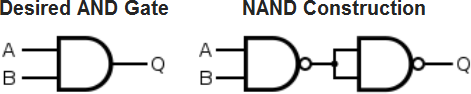 Desired AND Gate NAND Construction
A Q A Q
B B